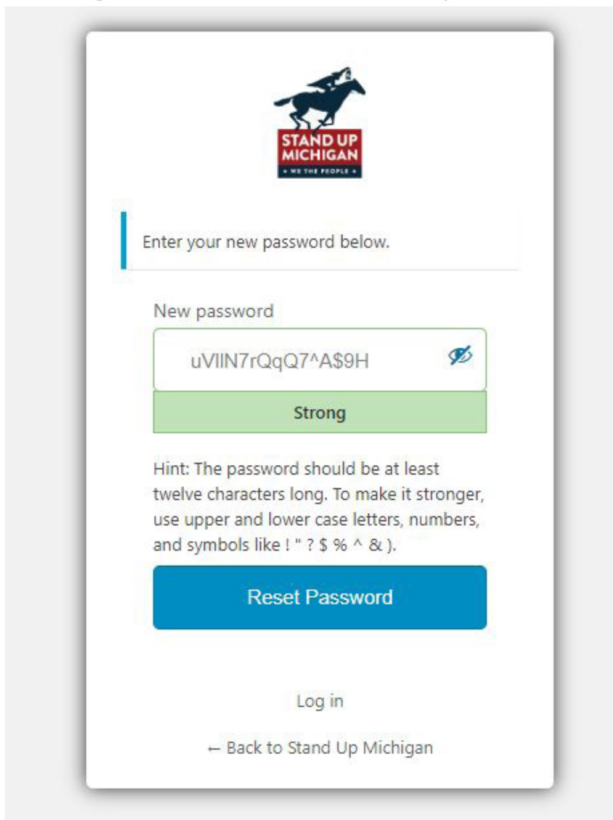 STAND UP
MICHIGAN
• WE THE PEOPLE •
Enter your new password below.
New password
uVlIN7rQqQ7^A$9H
Strong
Hint: The password should be at least
twelve characters long. To make it stronger,
use upper and lower case letters, numbers,
and symbols like ! " ? $ % ^ & ).
Reset Password
Log in
← Back to Stand Up Michigan